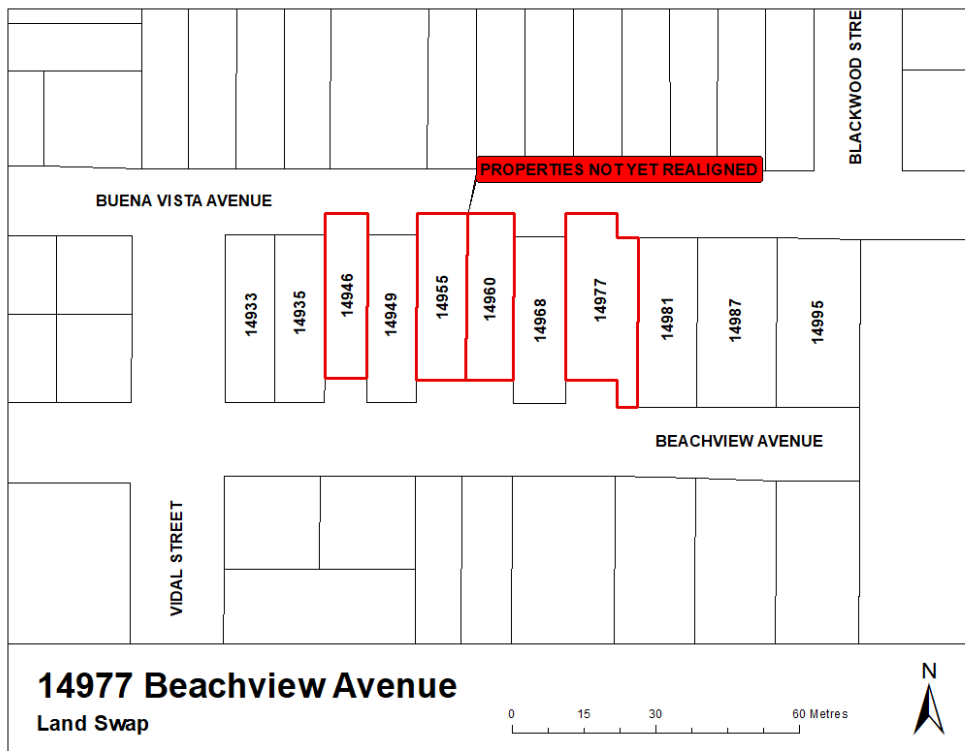 BLACKWOOD STRE
PROPERTIES NOT YET REALIGNED
BUENA VISTA AVENUE
14933
14935
14946
14949
14955
14960
14968
14977
14981
14987
14995
BEACHVIEW AVENUE
VIDAL STREET
14977 Beachview Avenue
Land Swap
0 15 30 60 Metres
N